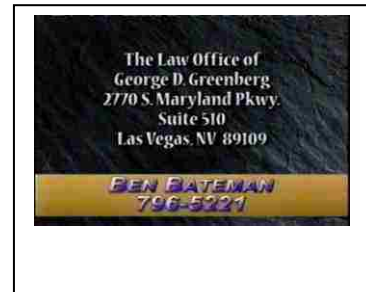 The Law Office of
George D. Greenberg
2770 S. Maryland Pkwy.
Suite 510
Las Vegas, NV 89109
BEN BATEMAN
796-5221